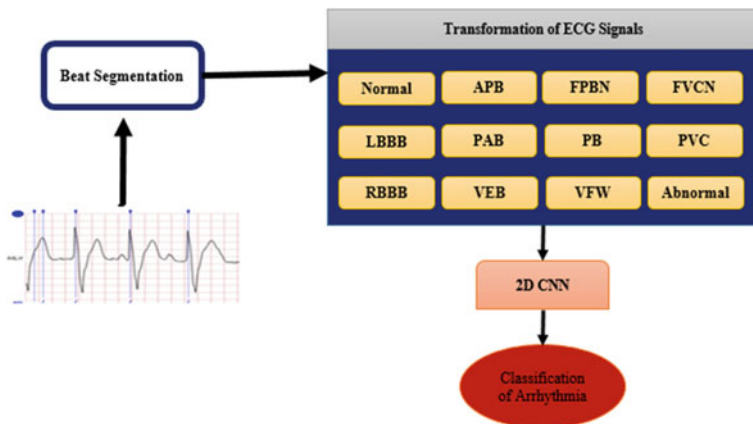 Transformation of ECG Signals
Beat Segmentation
Normal APB FPBN FVCN
LBBB PAB PB PVC
RBBB VEB VFW Abnormal
2D CNN
Classification
of Arrhythmia